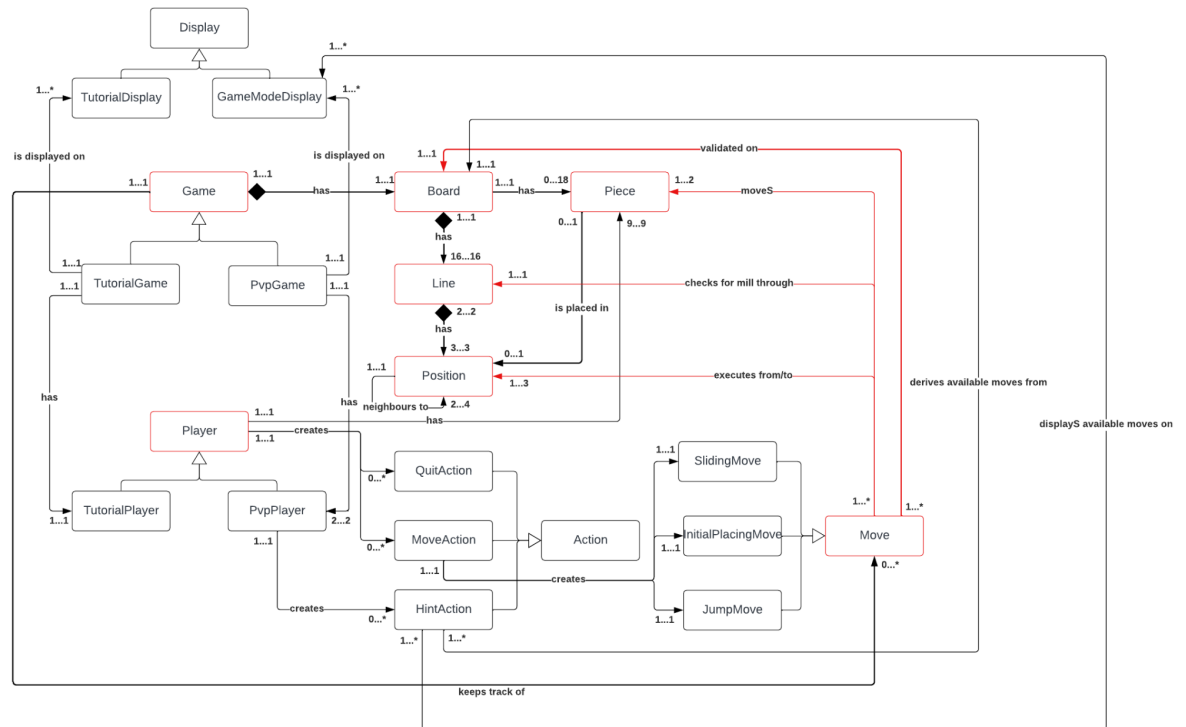 Display
1...*
1...*
TutorialDisplay
GameModeDisplay
1...*
is displayed on
is displayed on
validated on
1...1
1...1
1...1
1...1
Game
has
1...1
Board
1...1
has
0...18
Piece
1...2
moveS
1...1
0...1
9...9
has
16...16
1...1
TutorialGame
1...1
1...1
PvpGame
1...1
Line
1...1
checks for mill through
2...2
is placed in
has
3...3
0...1
1...1
Position
1...3
executes from/to
derives available moves from
neighbours to
2...4
has
has
has
displayS available moves on
Player
1...1
1...1
creates
QuitAction
0...*
1...1
SlidingMove
TutorialPlayer
1...1
PvpPlayer
2...2
1...1
MoveAction
0...*
1...1
Action
InitialPlacingMove
1...1
1...*
1...*
Move
0...*
creates
creates
HintAction
0...*
JumpMove
1...1
1...*
1...*
keeps track of